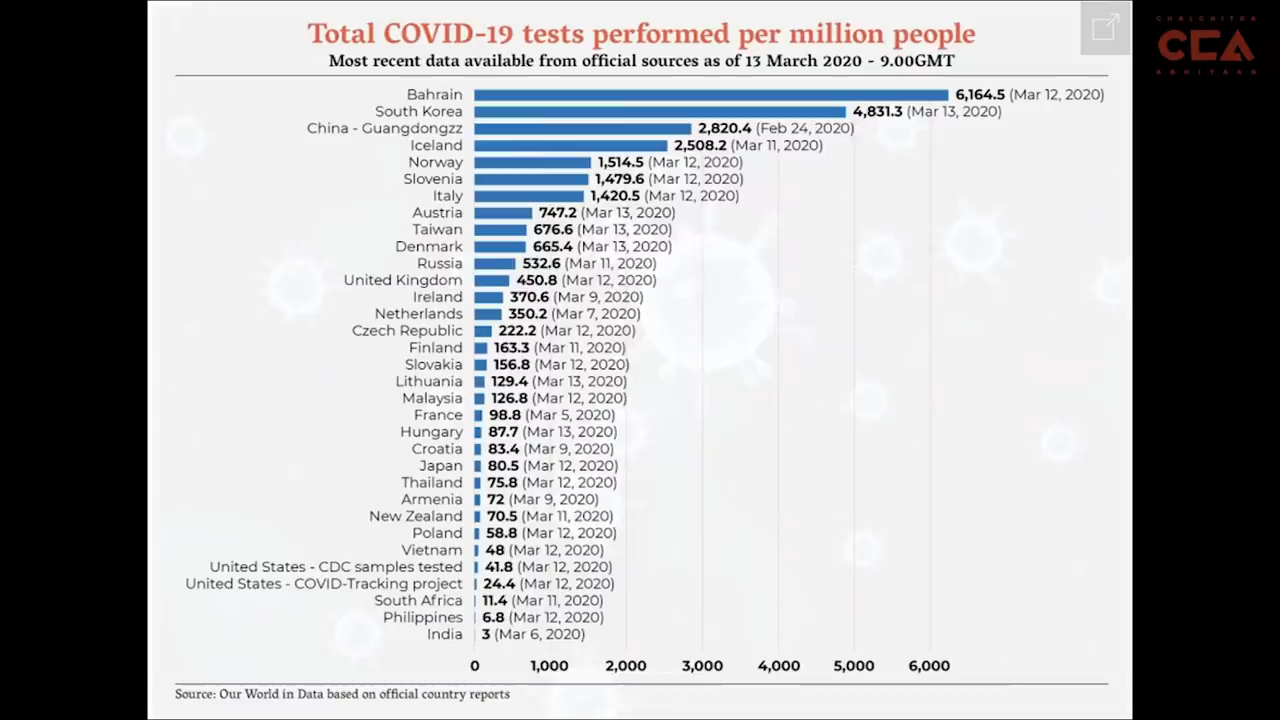 Total COVID-19 tests performed per million people
Most recent data available from official sources as of 13 March 2020 - 9.00GMT
CHALCHITRA
CCA
ABHIYAAN
Bahrain 6,164.5 (Mar 12, 2020)
South Korea 4,831.3 (Mar 13, 2020)
China - Guangdongzz 2,820.4 (Feb 24, 2020)
Iceland 2,508.2 (Mar 11, 2020)
Norway 1,514.5 (Mar 12, 2020)
Slovenia 1,479.6 (Mar 12, 2020)
Italy 1,420.5 (Mar 12, 2020)
Austria 747.2 (Mar 13, 2020)
Taiwan 676.6 (Mar 13, 2020)
Denmark 665.4 (Mar 13, 2020)
Russia 532.6 (Mar 11, 2020)
United Kingdom 450.8 (Mar 12, 2020)
Ireland 370.6 (Mar 9, 2020)
Netherlands 350.2 (Mar 7, 2020)
Czech Republic 222.2 (Mar 12, 2020)
Finland 163.3 (Mar 11, 2020)
Slovakia 156.8 (Mar 12, 2020)
Lithuania 129.4 (Mar 13, 2020)
Malaysia 126.8 (Mar 12, 2020)
France 98.8 (Mar 5, 2020)
Hungary 87.7 (Mar 13, 2020)
Croatia 83.4 (Mar 9, 2020)
Japan 80.5 (Mar 12, 2020)
Thailand 75.8 (Mar 12, 2020)
Armenia 72 (Mar 9, 2020)
New Zealand 70.5 (Mar 11, 2020)
Poland 58.8 (Mar 12, 2020)
Vietnam 48 (Mar 12, 2020)
United States - CDC samples tested 41.8 (Mar 12, 2020)
United States - COVID-Tracking project 24.4 (Mar 12, 2020)
South Africa 11.4 (Mar 11, 2020)
Philippines 6.8 (Mar 12, 2020)
India 3 (Mar 6, 2020)
0 1,000 2,000 3,000 4,000 5,000 6,000
Source: Our World in Data based on official country reports